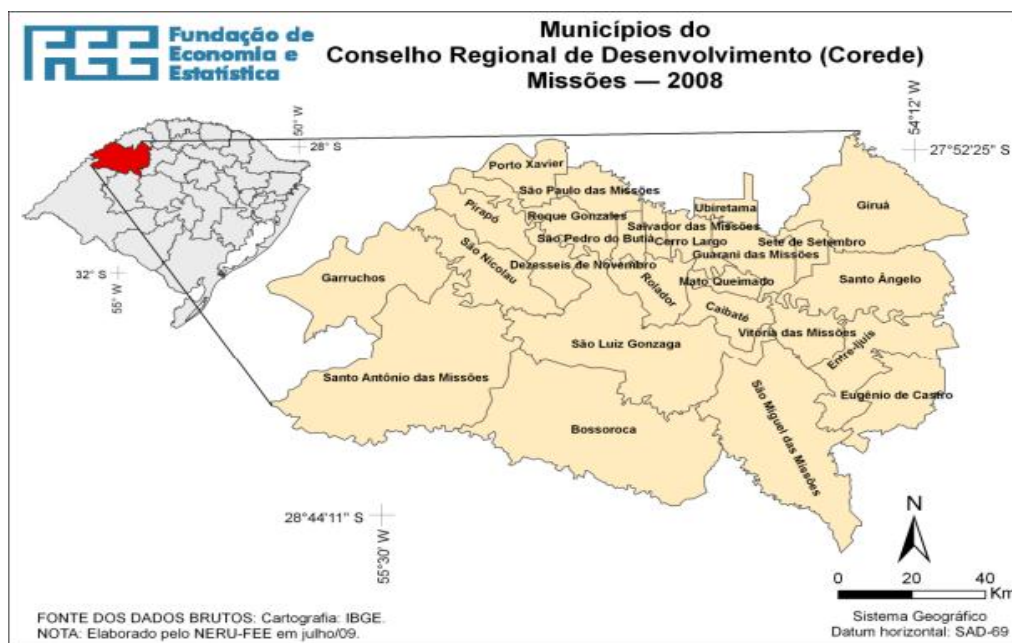 FEE
Fundação de
Economia e
Estatística
Municípios do
Conselho Regional de Desenvolvimento (Corede)
Missões — 2008
50° W
28° S
54°12' W
27°52'25" S
32° S
55° W
Porto Xavier
São Paulo das Missões
Ubiretama
Giruá
Pirapó
Roque Gonzales
Salvador das Missões
São Pedro do Butiá
Cerro Largo
Sete de Setembro
Guarani das Missões
São Nicolau
Dezesseis de Novembro
Garruchos
Rolador
Mato Queimado
Santo Ângelo
Caibaté
Vitória das Missões
São Luiz Gonzaga
Entre-Ijuís
Santo Antônio das Missões
Eugênio de Castro
São Miguel das Missões
Bossoroca
28°44'11" S
55°30' W
N
0 20 40
Km
Sistema Geográfico
Datum horizontal: SAD-69
FONTE DOS DADOS BRUTOS: Cartografia: IBGE.
NOTA: Elaborado pelo NERU-FEE em julho/09.